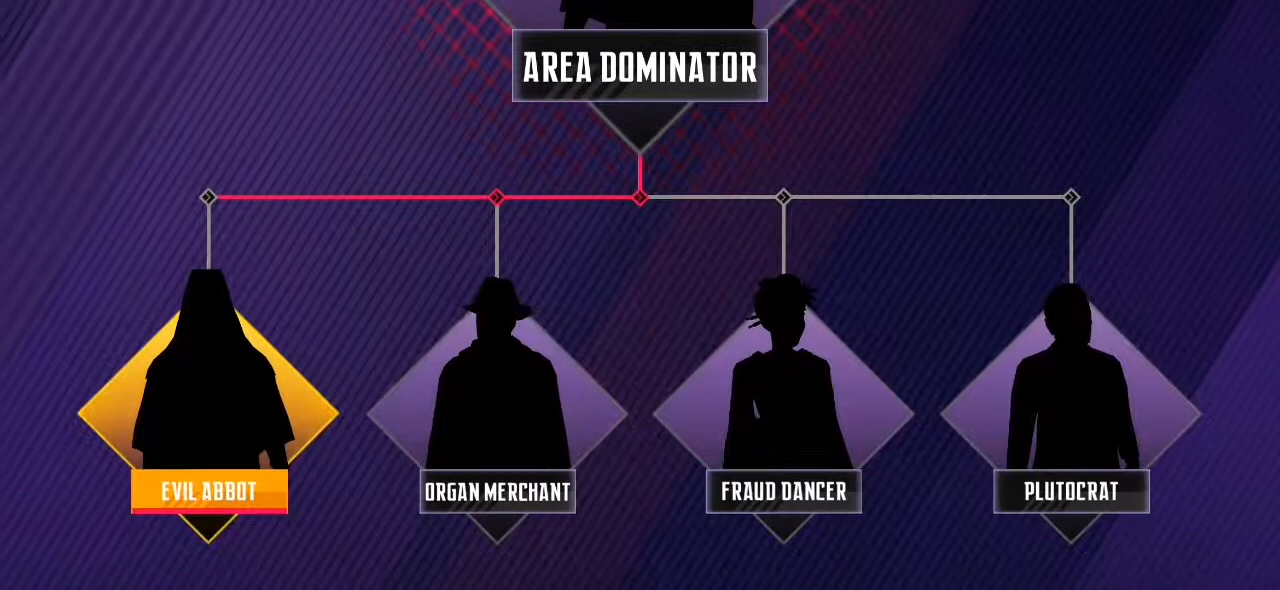 AREA DOMINATOR
EVIL ABBOT
ORGAN MERCHANT
FRAUD DANCER
PLUTOCRAT